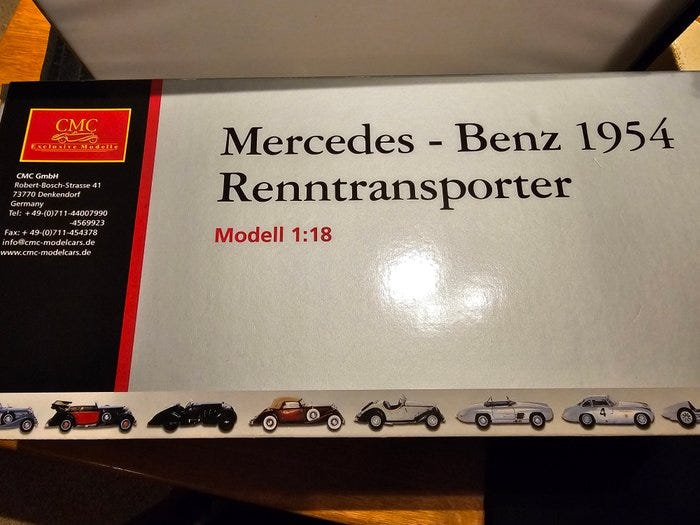 CMC
Exclusive Modelle
CMC GmbH
Robert-Bosch-Strasse 41
73770 Denkendorf
Germany
Tel: +49-(0)711-44007990
-4569923
Fax: +49-(0)711-454378
info@cmc-modelcars.de
www.cmc-modelcars.de
Mercedes - Benz 1954
Renntransporter
Modell 1:18
4